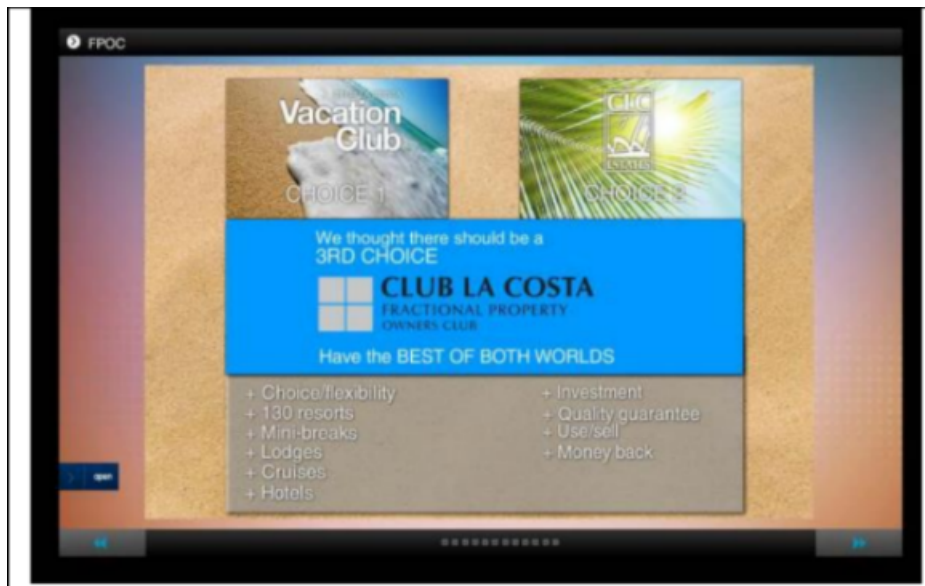 FPOC
Vacation
Club
CHOICE 1
CLC
ESTATES
CHOICE 2
We thought there should be a
3RD CHOICE
CLUB LA COSTA
FRACTIONAL PROPERTY
OWNERS CLUB
Have the BEST OF BOTH WORLDS
+ Choice/flexibility
+ 130 resorts
+ Mini-breaks
+ Lodges
+ Cruises
+ Hotels
+ Investment
+ Quality guarantee
+ Use/sell
+ Money back
open